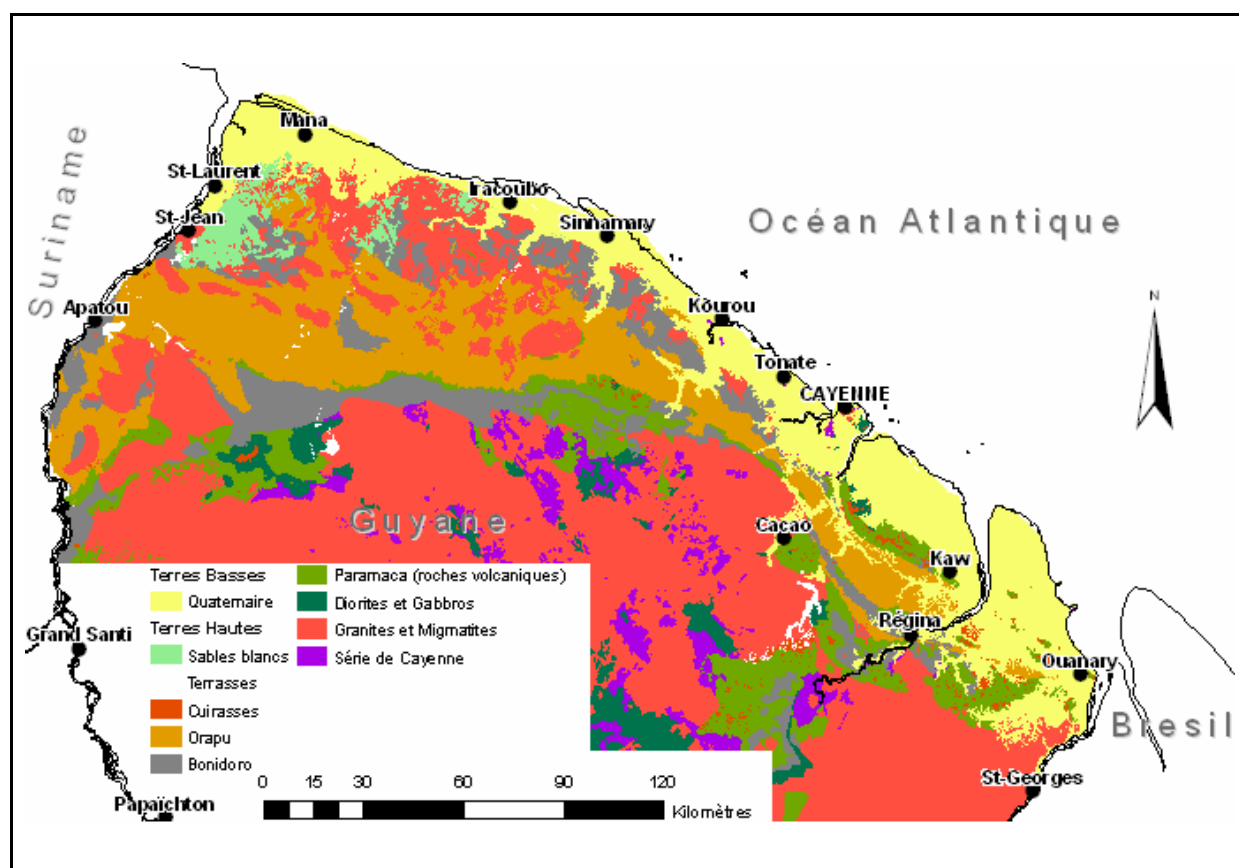 Mana
St-Laurent
Iracoubo
St-Jean
Sinnamary
Océan Atlantique
Suriname
Apatou
Kourou
N
Tonate
CAYENNE
Guyane
Cacao
Kaw
Terres Basses
Quaternaire
Terres Hautes
Sables blancs
Terrasses
Cuirasses
Orapu
Bonidoro
Paramaca (roches volcaniques)
Diorites et Gabbros
Granites et Migmatites
Série de Cayenne
Grand Santi
Régina
Ouanary
Bresil
St-Georges
Papaïchton
0 15 30 60 90 120
Kilomètres